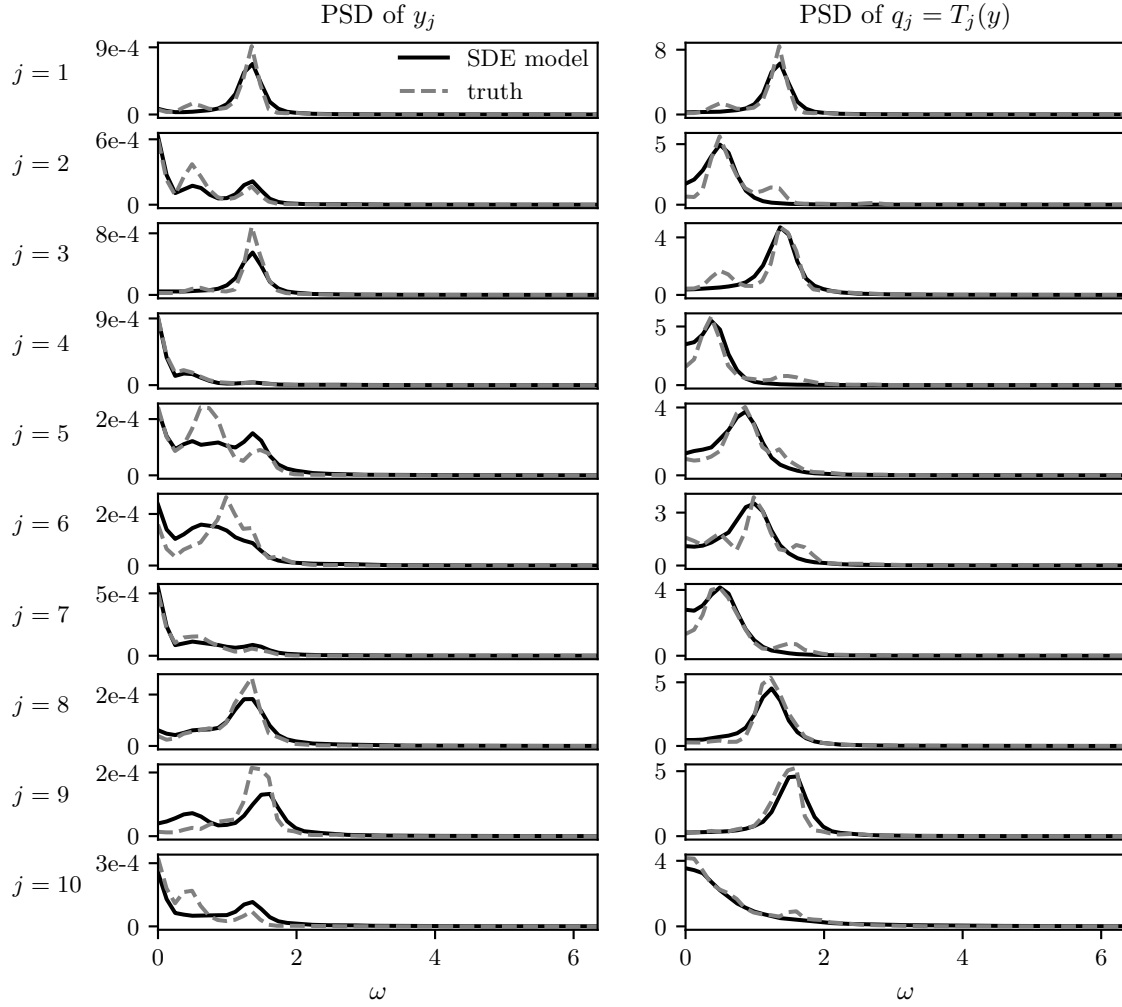 PSD of y_j
PSD of q_j = T_j(y)
j = 1
9e-4
0
SDE model
truth
8
0
j = 2
6e-4
0
5
0
j = 3
8e-4
0
4
0
j = 4
9e-4
0
5
0
j = 5
2e-4
0
4
0
j = 6
2e-4
0
3
0
j = 7
5e-4
0
4
0
j = 8
2e-4
0
5
0
j = 9
2e-4
0
5
0
j = 10
3e-4
0
4
0
0 2 4 6
0 2 4 6
ω
ω